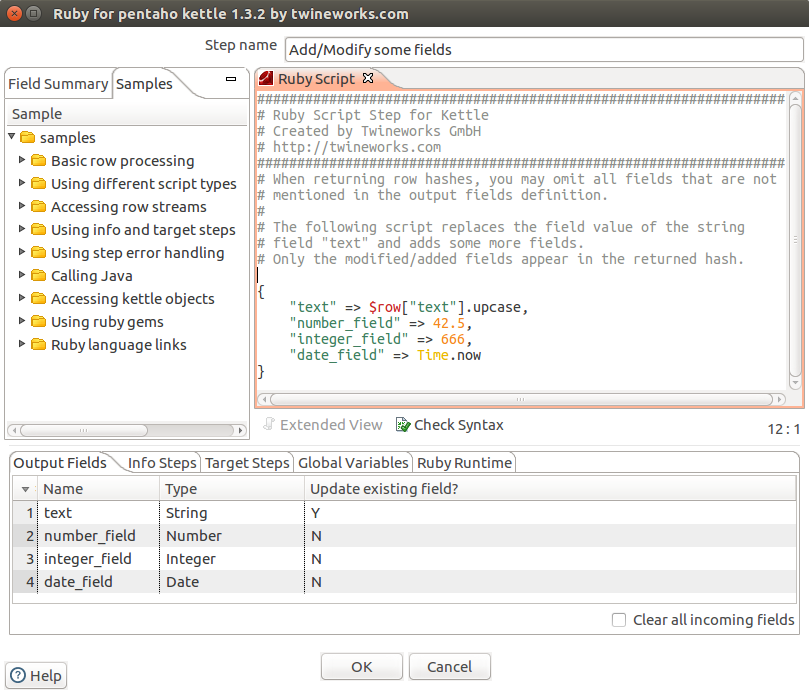 Ruby for pentaho kettle 1.3.2 by twineworks.com
Step name Add/Modify some fields
Field Summary Samples
Sample
samples
Basic row processing
Using different script types
Accessing row streams
Using info and target steps
Using step error handling
Calling Java
Accessing kettle objects
Using ruby gems
Ruby language links
Ruby Script
##################################################################
# Ruby Script Step for Kettle
# Created by Twineworks GmbH
# http://twineworks.com
##################################################################
# When returning row hashes, you may omit all fields that are not
# mentioned in the output fields definition.
#
# The following script replaces the field value of the string
# field "text" and adds some more fields.
# Only the modified/added fields appear in the returned hash.
{
"text" => $row["text"].upcase,
"number_field" => 42.5,
"integer_field" => 666,
"date_field" => Time.now
}
Extended View Check Syntax 12 : 1
Output Fields Info Steps Target Steps Global Variables Ruby Runtime
Name Type Update existing field?
1 text String Y
2 number_field Number N
3 integer_field Integer N
4 date_field Date N
Clear all incoming fields
Help OK Cancel